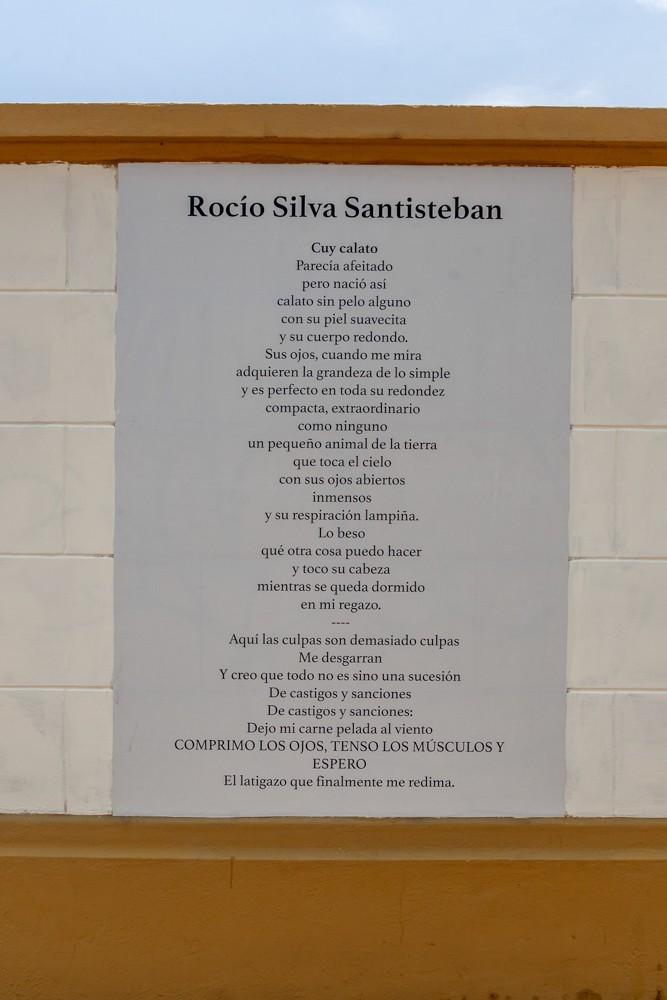 Rocío Silva Santisteban
Cuy calato
Parecía afeitado
pero nació así
calato sin pelo alguno
con su piel suavecita
y su cuerpo redondo.
Sus ojos, cuando me mira
adquieren la grandeza de lo simple
y es perfecto en toda su redondez
compacta, extraordinario
como ninguno
un pequeño animal de la tierra
que toca el cielo
con sus ojos abiertos
inmensos
y su respiración lampiña.
Lo beso
qué otra cosa puedo hacer
y toco su cabeza
mientras se queda dormido
en mi regazo.
----
Aquí las culpas son demasiado culpas
Me desgarran
Y creo que todo no es sino una sucesión
De castigos y sanciones
De castigos y sanciones:
Dejo mi carne pelada al viento
COMPRIMO LOS OJOS, TENSO LOS MÚSCULOS Y
ESPERO
El latigazo que finalmente me redima.